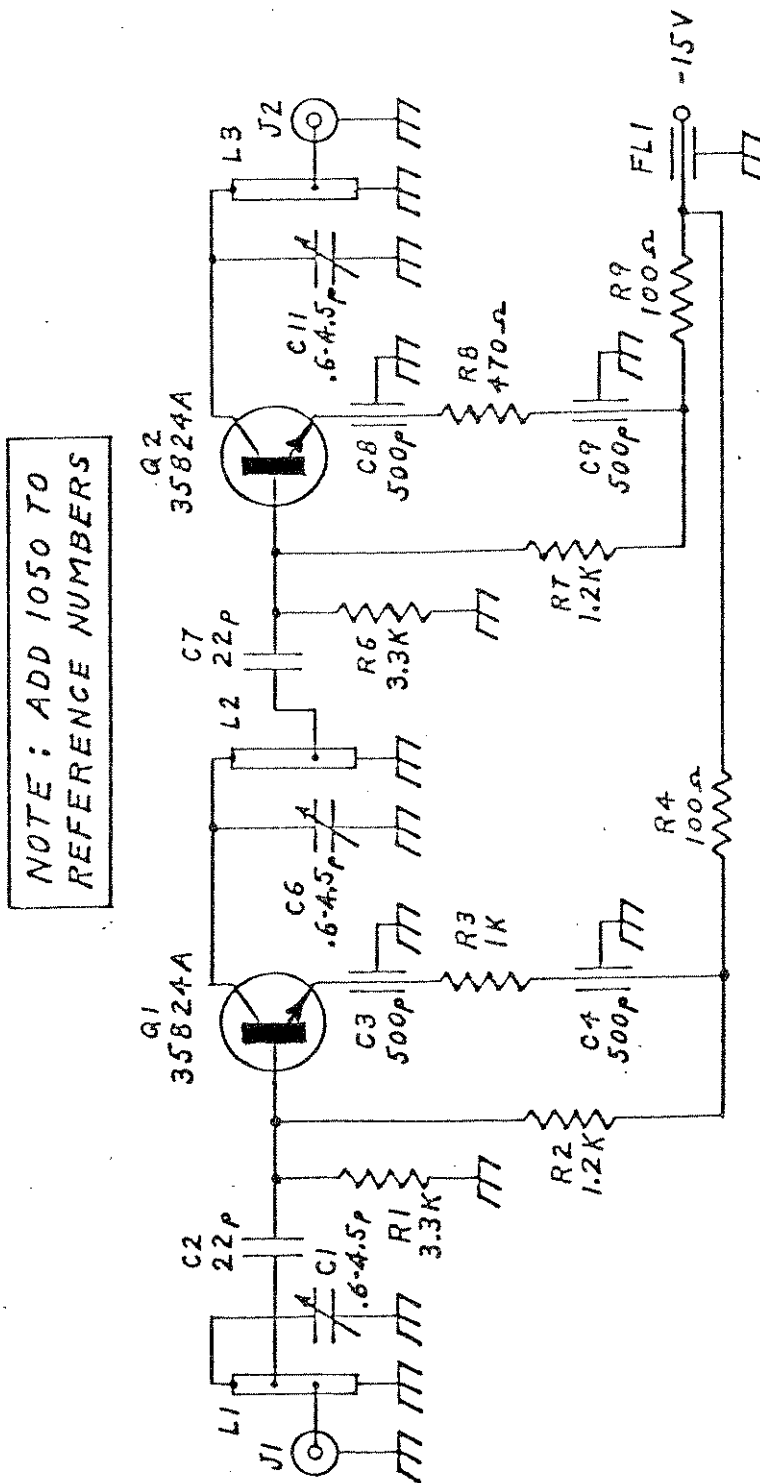 NOTE : ADD 1050 TO
REFERENCE NUMBERS
J1
L1
C1
.6-4.5p
C2
22p
R1
3.3K
R2
1.2K
Q1
35824A
C3
500p
R3
1K
C4
500p
C6
.6-4.5p
L2
C7
22p
R6
3.3K
R7
1.2K
Q2
35824A
C8
500p
R8
470Ω
C9
500p
C11
.6-4.5p
L3
J2
R4
100Ω
R9
100Ω
FL1
-15V